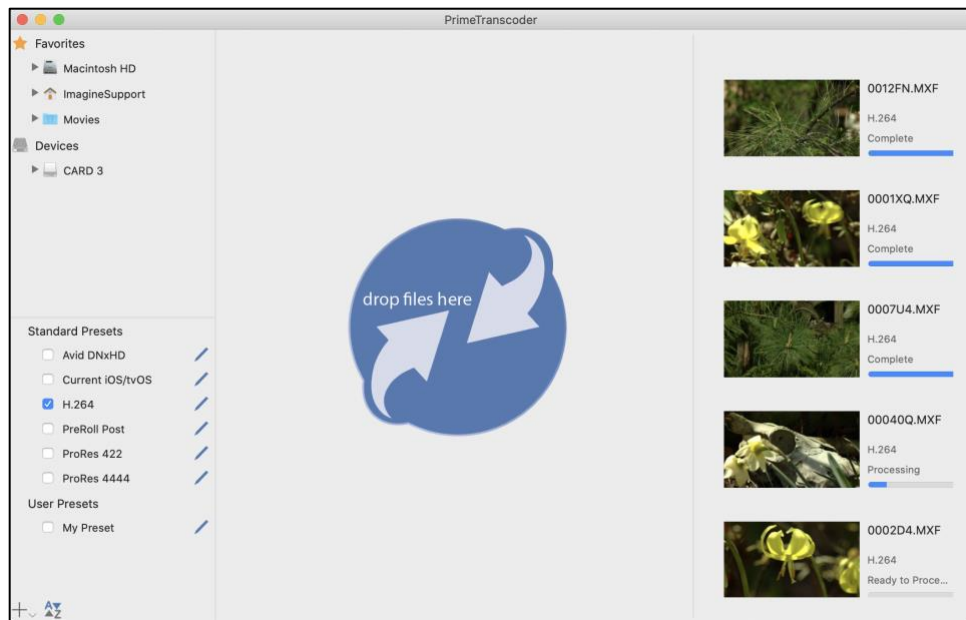 PrimeTranscoder
Favorites
Macintosh HD
ImagineSupport
Movies
Devices
CARD 3
Standard Presets
Avid DNxHD
Current iOS/tvOS
H.264
PreRoll Post
ProRes 422
ProRes 4444
User Presets
My Preset
A
Z
drop files here
0012FN.MXF
H.264
Complete
0001XQ.MXF
H.264
Complete
0007U4.MXF
H.264
Complete
00040Q.MXF
H.264
Processing
0002D4.MXF
H.264
Ready to Proce...